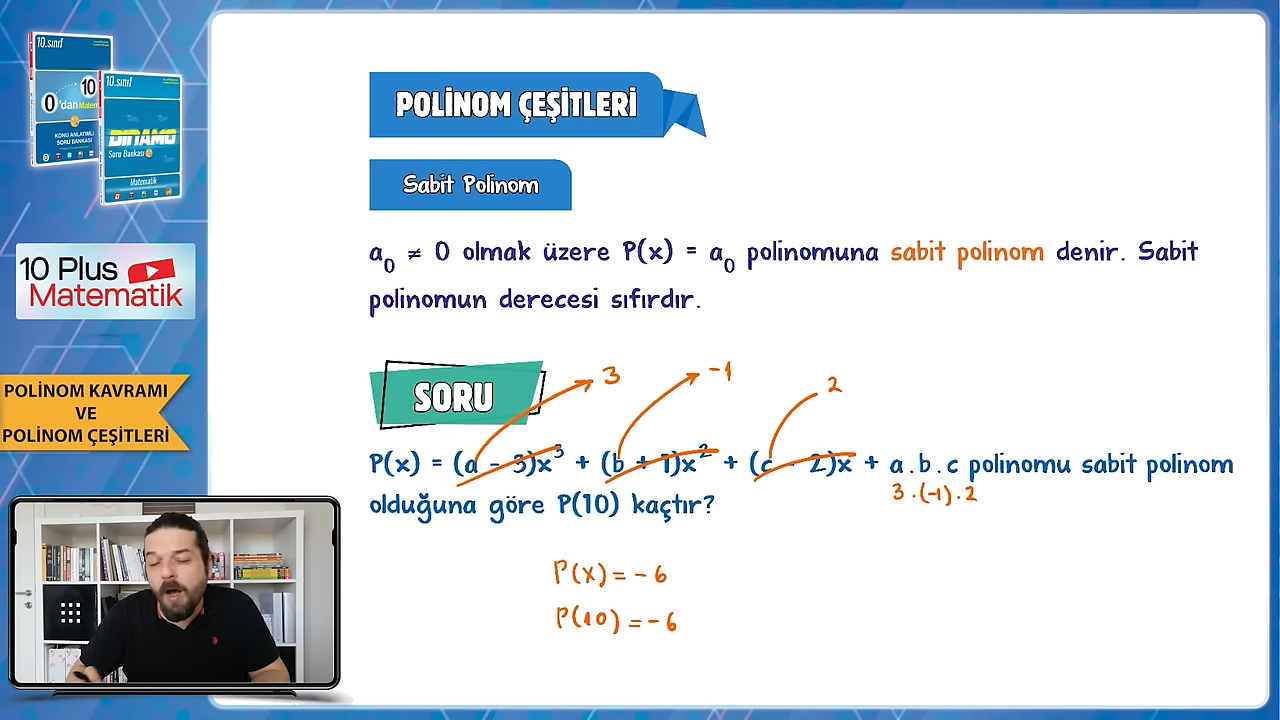 10.sınıf
0'dan 10
KONU ANLATIMLI
SORU BANKASI
10.sınıf
DİNAMO
Soru Bankası
Matematik
10 Plus
Matematik
POLİNOM KAVRAMI
VE
POLİNOM ÇEŞİTLERİ
POLİNOM ÇEŞİTLERİ
Sabit Polinom
a₀ ≠ 0 olmak üzere P(x) = a₀ polinomuna sabit polinom denir. Sabit
polinomun derecesi sıfırdır.
SORU
3 -1 2
P(x) = (a - 3)x³ + (b + 1)x² + (c - 2)x + a.b.c polinomu sabit polinom
3.(-1).2
olduğuna göre P(10) kaçtır?
P(x) = -6
P(10) = -6